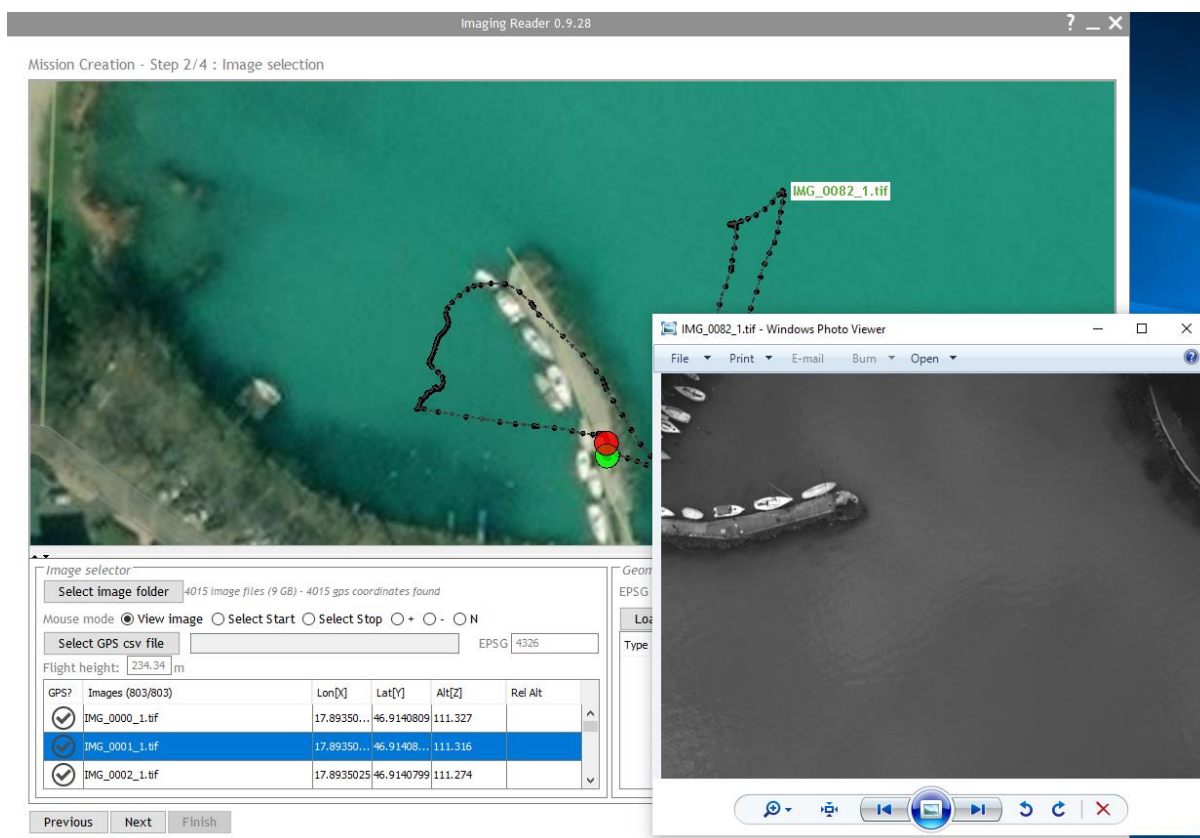 Imaging Reader 0.9.28
Mission Creation - Step 2/4 : Image selection
IMG_0082_1.tif
IMG_0082_1.tif - Windows Photo Viewer
File Print E-mail Burn Open
Image selector
Select image folder 4015 image files (9 GB) - 4015 gps coordinates found
Mouse mode View image Select Start Select Stop + - N
Select GPS csv file EPSG 4326
Flight height: 234.34 m
GPS? Images (803/803) Lon[X] Lat[Y] Alt[Z] Rel Alt
IMG_0000_1.tif 17.89350... 46.9140809 111.327
IMG_0001_1.tif 17.89350... 46.91408... 111.316
IMG_0002_1.tif 17.8935025 46.9140799 111.274
Geom
EPSG
Loa
Type
Previous Next Finish